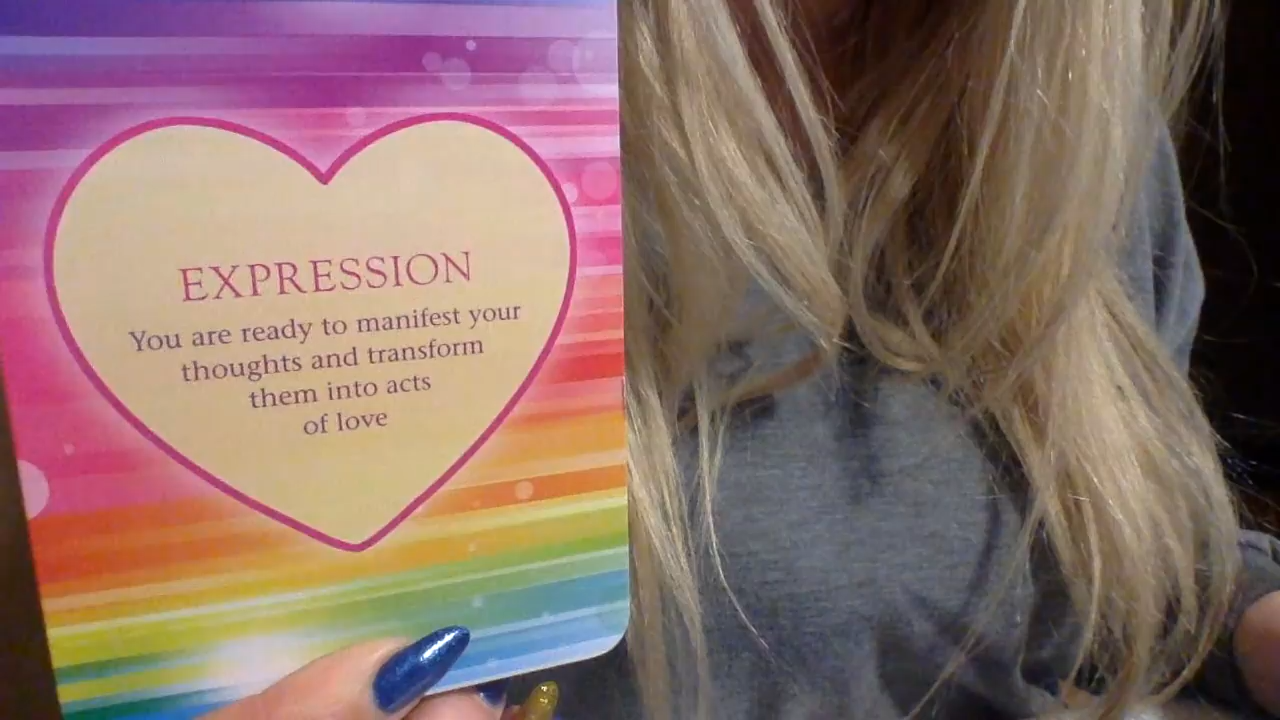 EXPRESSION
You are ready to manifest your
thoughts and transform
them into acts
of love